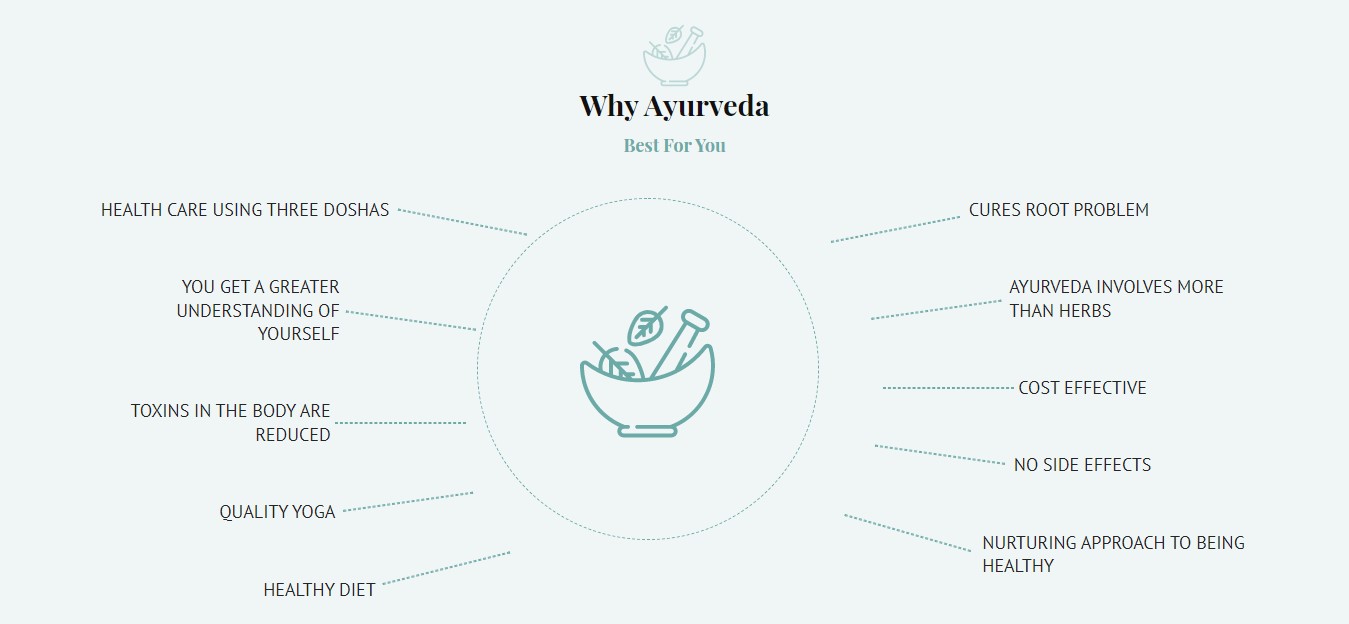 Why Ayurveda
Best For You
HEALTH CARE USING THREE DOSHAS
YOU GET A GREATER
UNDERSTANDING OF
YOURSELF
TOXINS IN THE BODY ARE
REDUCED
QUALITY YOGA
HEALTHY DIET
CURES ROOT PROBLEM
AYURVEDA INVOLVES MORE
THAN HERBS
COST EFFECTIVE
NO SIDE EFFECTS
NURTURING APPROACH TO BEING
HEALTHY